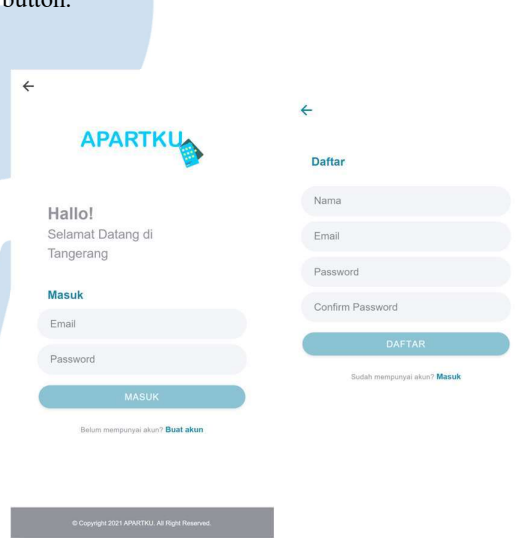 button.
APARTKU
Hallo!
Selamat Datang di
Tangerang
Masuk
Email
Password
MASUK
Belum mempunyai akun? Buat akun
© Copyright 2021 APARTKU. All Right Reserved.
Daftar
Nama
Email
Password
Confirm Password
DAFTAR
Sudah mempunyai akun? Masuk